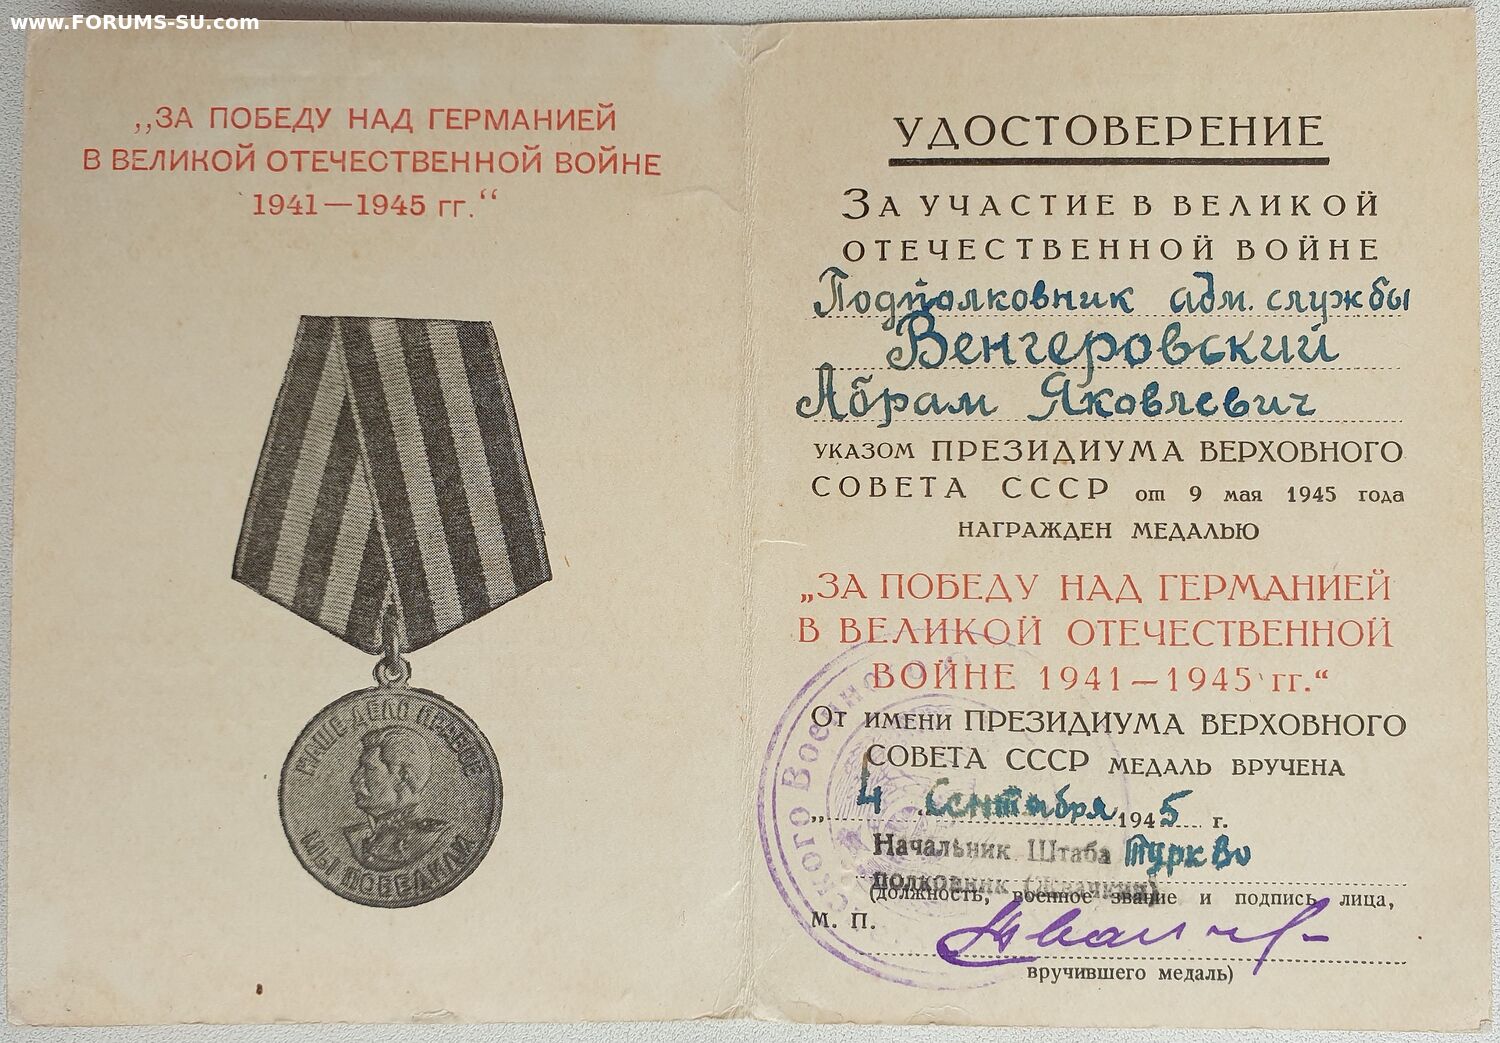 www.FORUMS-SU.com
„ЗА ПОБЕДУ НАД ГЕРМАНИЕЙ
В ВЕЛИКОЙ ОТЕЧЕСТВЕННОЙ ВОЙНЕ
1941—1945 гг.“
НАШЕ ДЕЛО ПРАВОЕ
МЫ ПОБЕДИЛИ
УДОСТОВЕРЕНИЕ
ЗА УЧАСТИЕ В ВЕЛИКОЙ
ОТЕЧЕСТВЕННОЙ ВОЙНЕ
Подполковник адм. службы
Венгеровский
Абрам Яковлевич
УКАЗОМ ПРЕЗИДИУМА ВЕРХОВНОГО
СОВЕТА СССР от 9 мая 1945 года
НАГРАЖДЕН МЕДАЛЬЮ
„ЗА ПОБЕДУ НАД ГЕРМАНИЕЙ
В ВЕЛИКОЙ ОТЕЧЕСТВЕННОЙ
ВОЙНЕ 1941—1945 гг.“
ОТ ИМЕНИ ПРЕЗИДИУМА ВЕРХОВНОГО
СОВЕТА СССР МЕДАЛЬ ВРУЧЕНА
„4 Сентября 1945 г.
Начальник Штаба ТуркВо
полковник
(должность, военное звание и подпись лица,
М. П.
вручившего медаль)
ского Военного